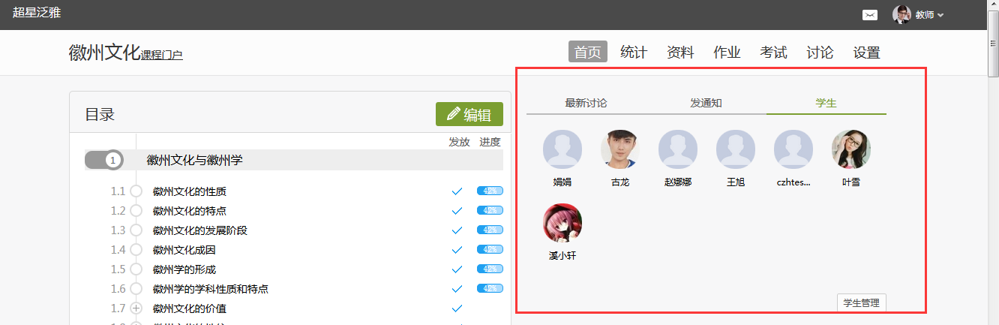 超星泛雅
教师
徽州文化课程门户
首页 统计 资料 作业 考试 讨论 设置
目录
编辑
发放 进度
1 徽州文化与徽州学
1.1 徽州文化的性质 42%
1.2 徽州文化的特点 42%
1.3 徽州文化的发展阶段 42%
1.4 徽州文化成因 42%
1.5 徽州学的形成 42%
1.6 徽州学的学科性质和特点 42%
1.7 徽州文化的价值
最新讨论 发通知 学生
娟娟 古龙 赵娜娜 王旭 czhtes... 叶雪
溪小轩
学生管理